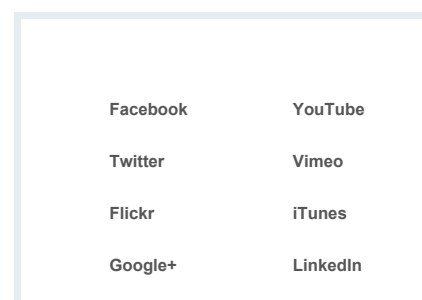 Facebook YouTube
Twitter Vimeo
Flickr iTunes
Google+ LinkedIn